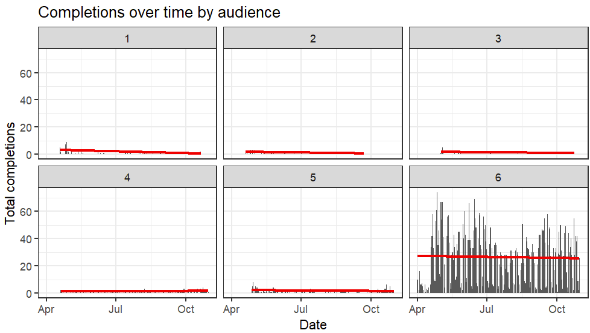 Completions over time by audience
1 2 3
60
40
20
0
4 5 6
60
40
20
0
Apr Jul Oct Apr Jul Oct Apr Jul Oct
Total completions
Date